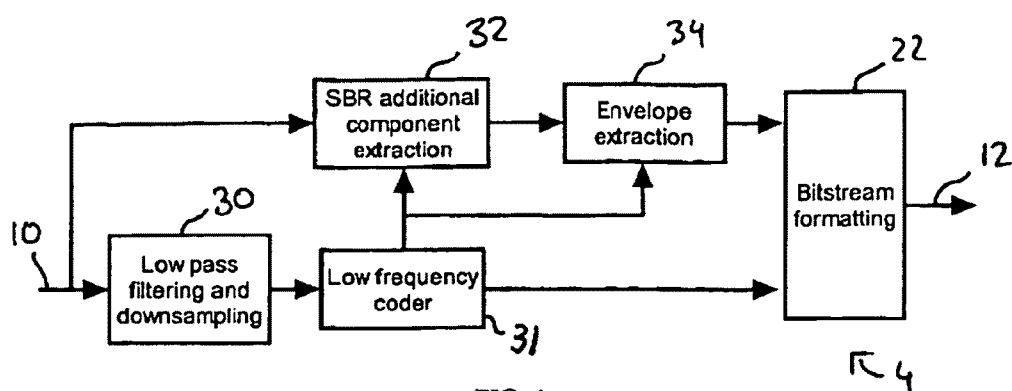 32
34
22
SBR additional
component
extraction
Envelope
extraction
12
Bitstream
formatting
10
30
Low pass
filtering and
downsampling
Low frequency
coder
31
4